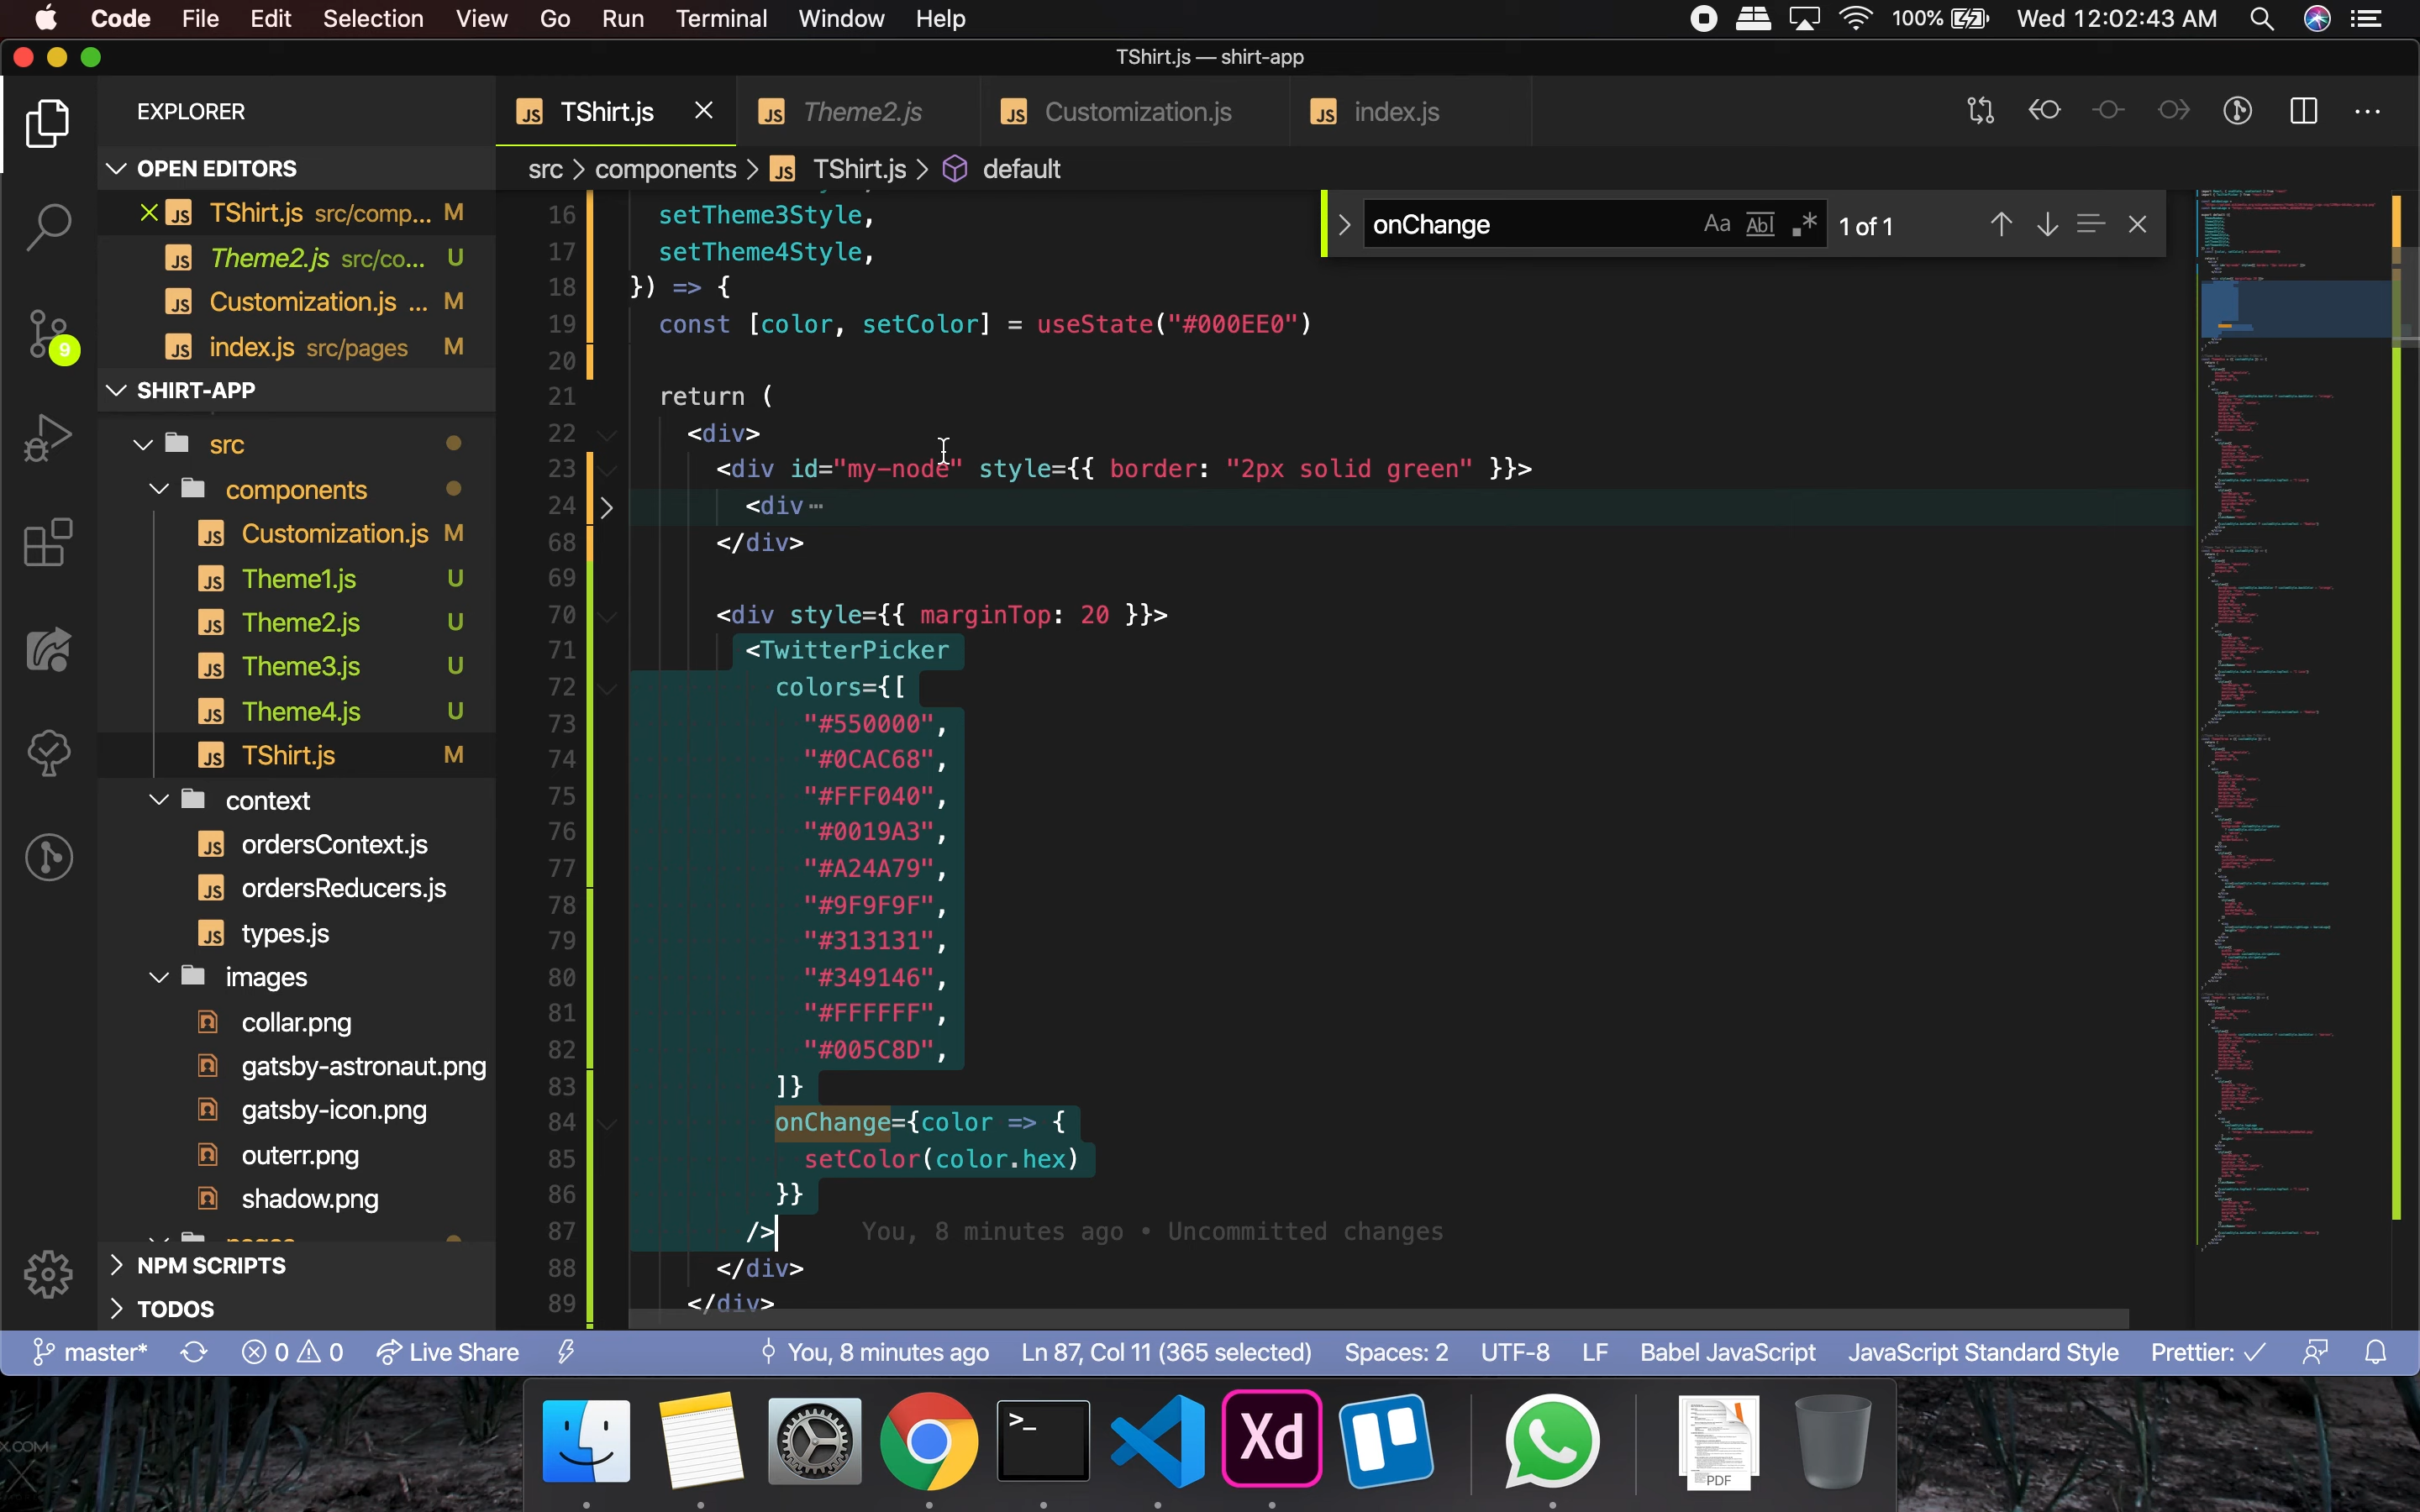 Code File Edit Selection View Go Run Terminal Window Help 100% Wed 12:02:43 AM
TShirt.js — shirt-app
EXPLORER
TShirt.js
Theme2.js
Customization.js
index.js
OPEN EDITORS
src > components > TShirt.js > default
TShirt.js src/comp... M
Theme2.js src/co... U
Customization.js ... M
index.js src/pages M
SHIRT-APP
src
components
Customization.js M
Theme1.js U
Theme2.js U
Theme3.js U
Theme4.js U
TShirt.js M
context
ordersContext.js
ordersReducers.js
types.js
images
collar.png
gatsby-astronaut.png
gatsby-icon.png
outerr.png
shadow.png
NPM SCRIPTS
TODOS
9
onChange Aa Abl .* 1 of 1
16 setTheme3Style,
17 setTheme4Style,
18 }) => {
19 const [color, setColor] = useState("#000EE0")
20
21 return (
22 <div>
23 <div id="my-node" style={{ border: "2px solid green" }}>
24 <div…
68 </div>
69
70 <div style={{ marginTop: 20 }}>
71 <TwitterPicker
72 colors={[
73 "#550000",
74 "#0CAC68",
75 "#FFF040",
76 "#0019A3",
77 "#A24A79",
78 "#9F9F9F",
79 "#313131",
80 "#349146",
81 "#FFFFFF",
82 "#005C8D",
83 ]}
84 onChange={color => {
85 setColor(color.hex)
86 }}
87 /> You, 8 minutes ago • Uncommitted changes
88 </div>
89 </div>
master* 0 0 Live Share You, 8 minutes ago Ln 87, Col 11 (365 selected) Spaces: 2 UTF-8 LF Babel JavaScript JavaScript Standard Style Prettier: ✓
X.COM
>_
Xd
PDF